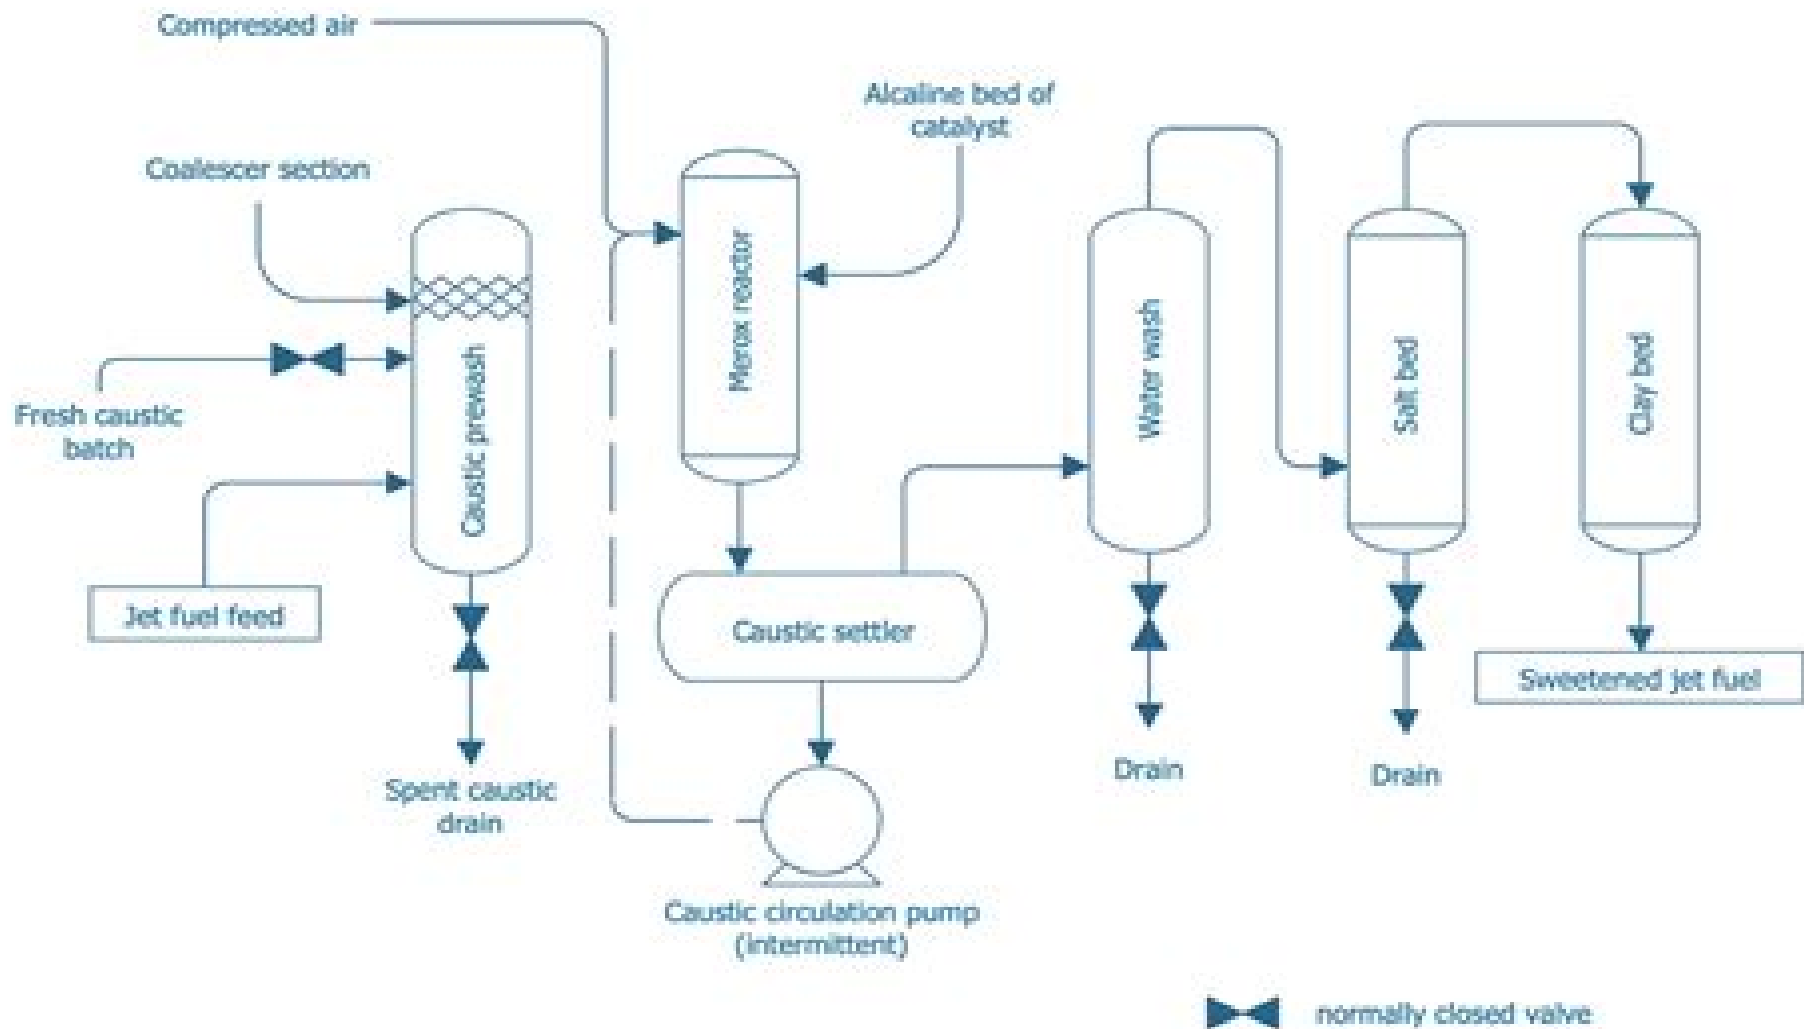 Compressed air
Alcaline bed of
catalyst
Coalescer section
Fresh caustic
batch
Jet fuel feed
Caustic prewash
Spent caustic
drain
Merox reactor
Caustic settler
Caustic circulation pump
(intermittent)
Water wash
Drain
Salt bed
Drain
Clay bed
Sweetened jet fuel
normally closed valve